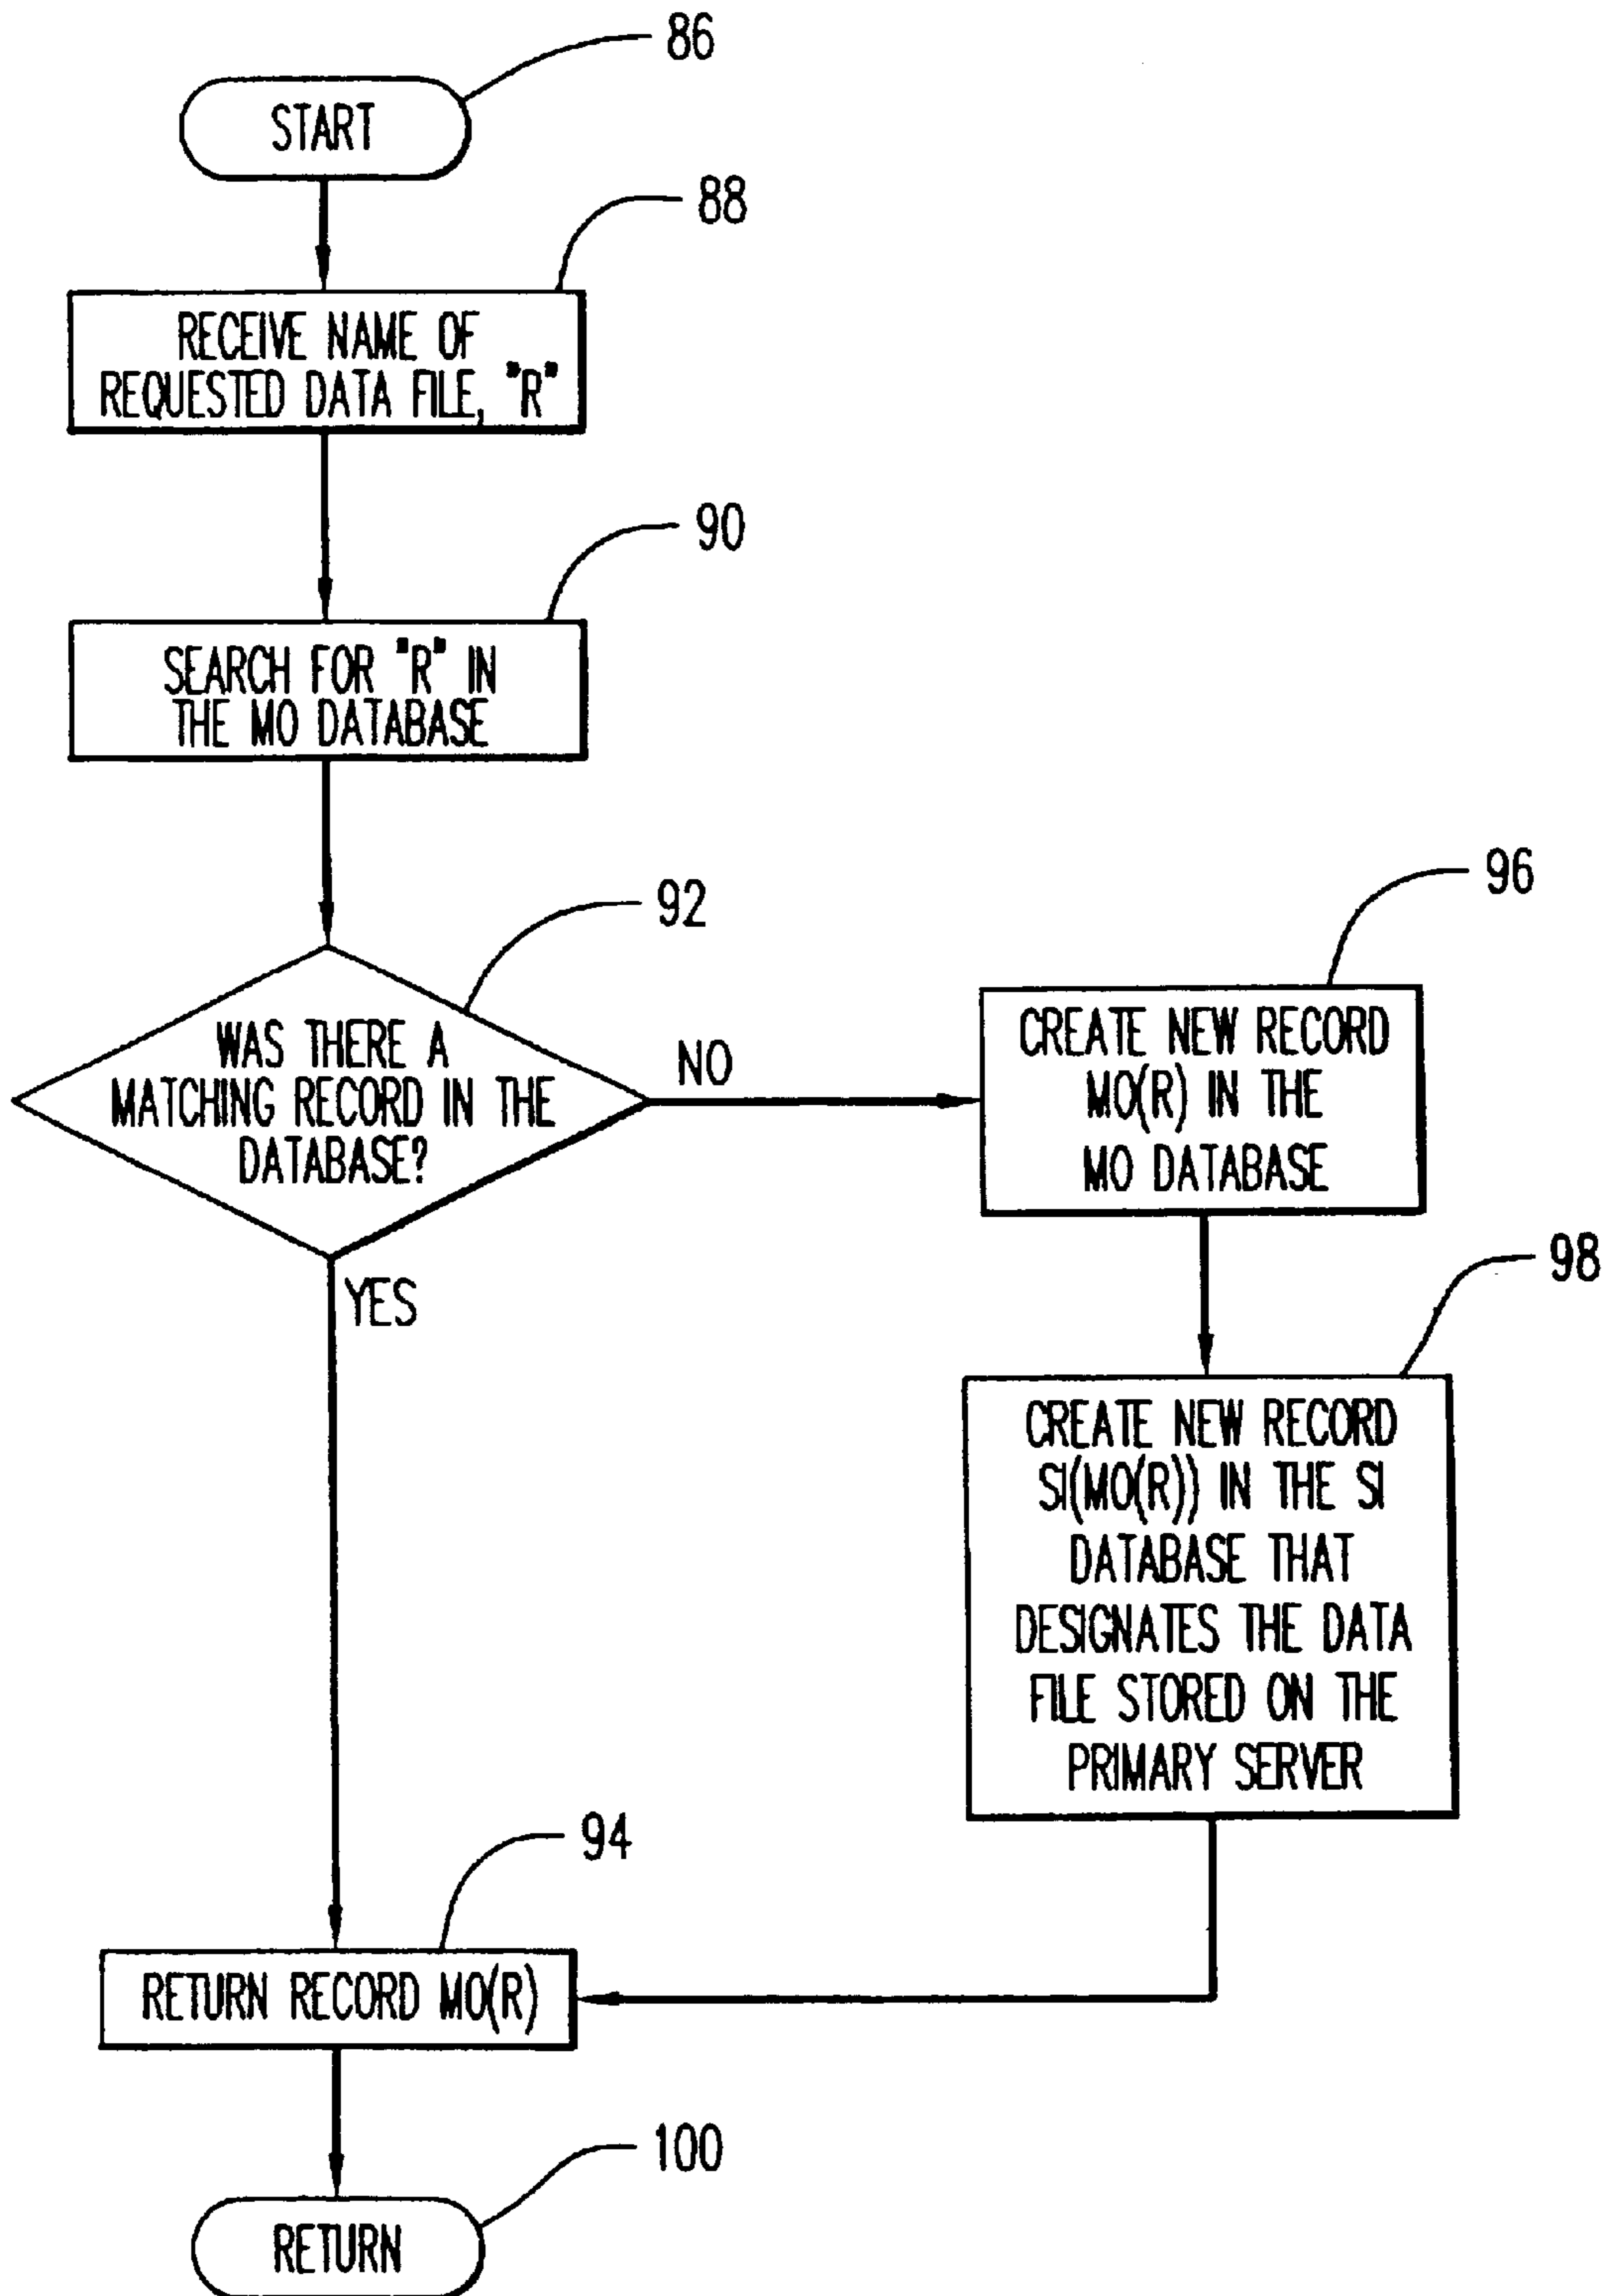 86
START
88
RECEIVE NAME OF
REQUESTED DATA FILE, "R"
90
SEARCH FOR "R" IN
THE MO DATABASE
92
WAS THERE A
MATCHING RECORD IN THE
DATABASE?
NO
YES
96
CREATE NEW RECORD
MO(R) IN THE
MO DATABASE
98
CREATE NEW RECORD
SI(MO(R)) IN THE SI
DATABASE THAT
DESIGNATES THE DATA
FILE STORED ON THE
PRIMARY SERVER
94
RETURN RECORD MO(R)
100
RETURN